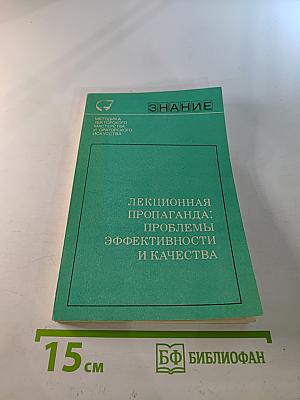 ЗНАНИЕ
МЕТОДИКА
ЛЕКТОРСКОГО
МАСТЕРСТВА
И ОРАТОРСКОГО
ИСКУССТВА
ЛЕКЦИОННАЯ
ПРОПАГАНДА:
ПРОБЛЕМЫ
ЭФФЕКТИВНОСТИ
И КАЧЕСТВА
15 см
БФ БИБЛИОФАН